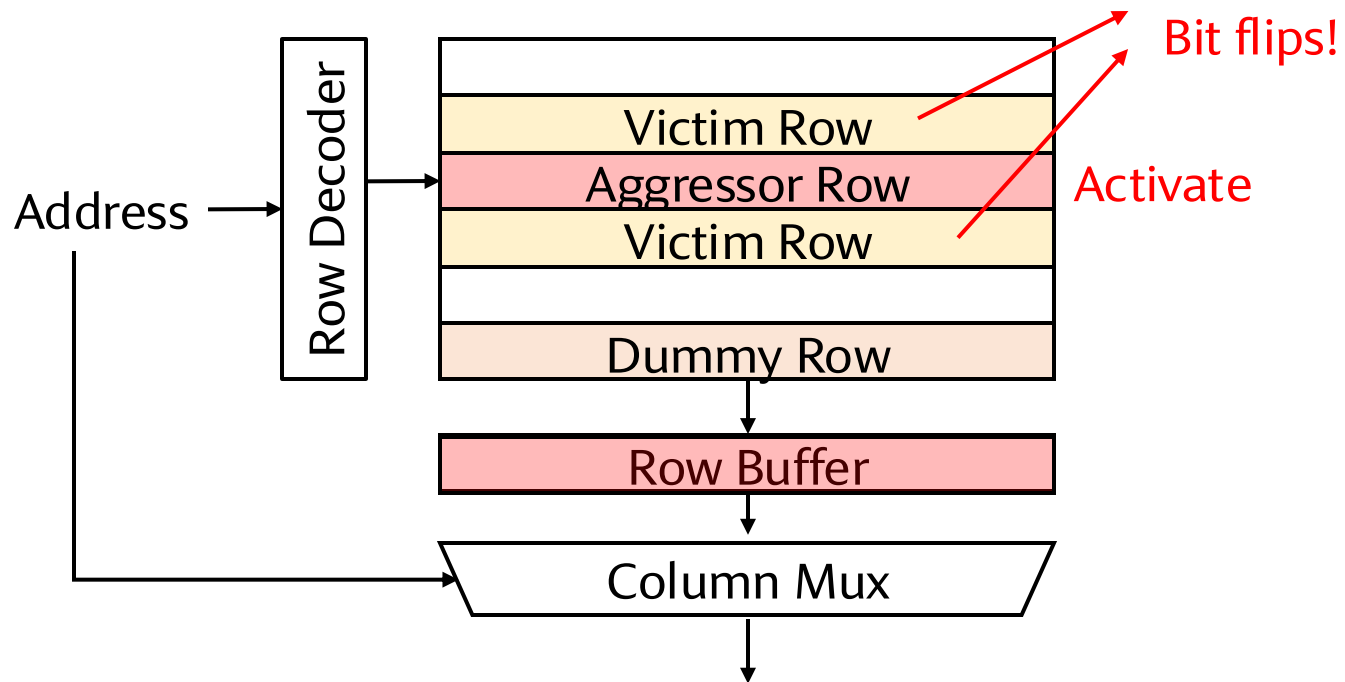 Bit flips!
Row Decoder
Victim Row
Aggressor Row
Activate
Address
Victim Row
Dummy Row
Row Buffer
Column Mux